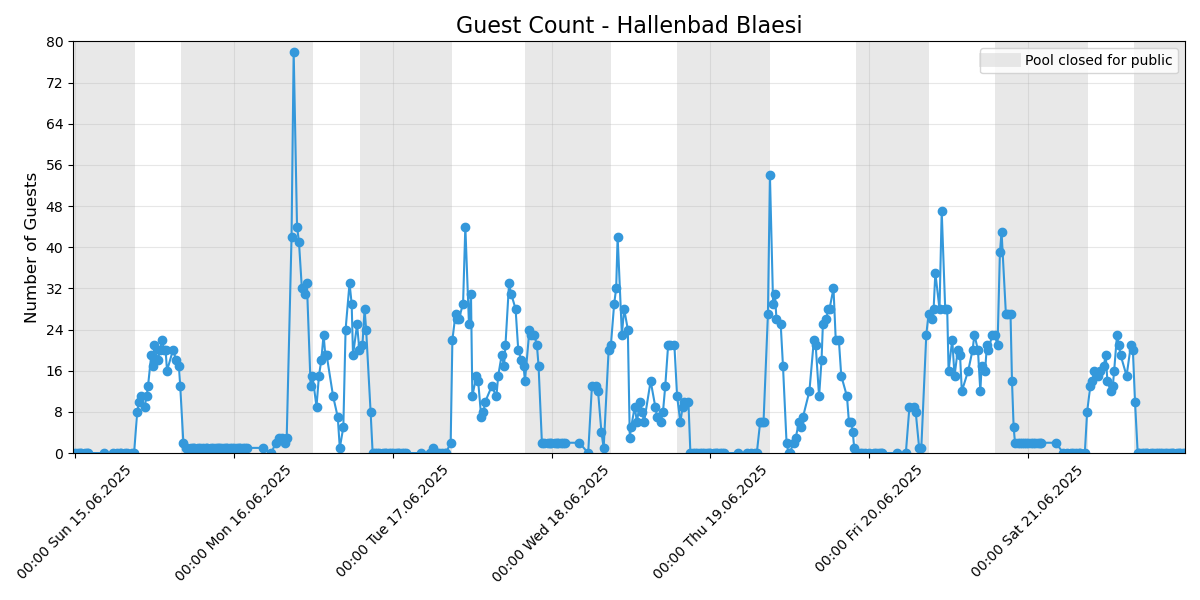 Guest Count - Hallenbad Blaesi
Pool closed for public
Number of Guests
80
72
64
56
48
40
32
24
16
8
0
00:00 Sun 15.06.2025
00:00 Mon 16.06.2025
00:00 Tue 17.06.2025
00:00 Wed 18.06.2025
00:00 Thu 19.06.2025
00:00 Fri 20.06.2025
00:00 Sat 21.06.2025